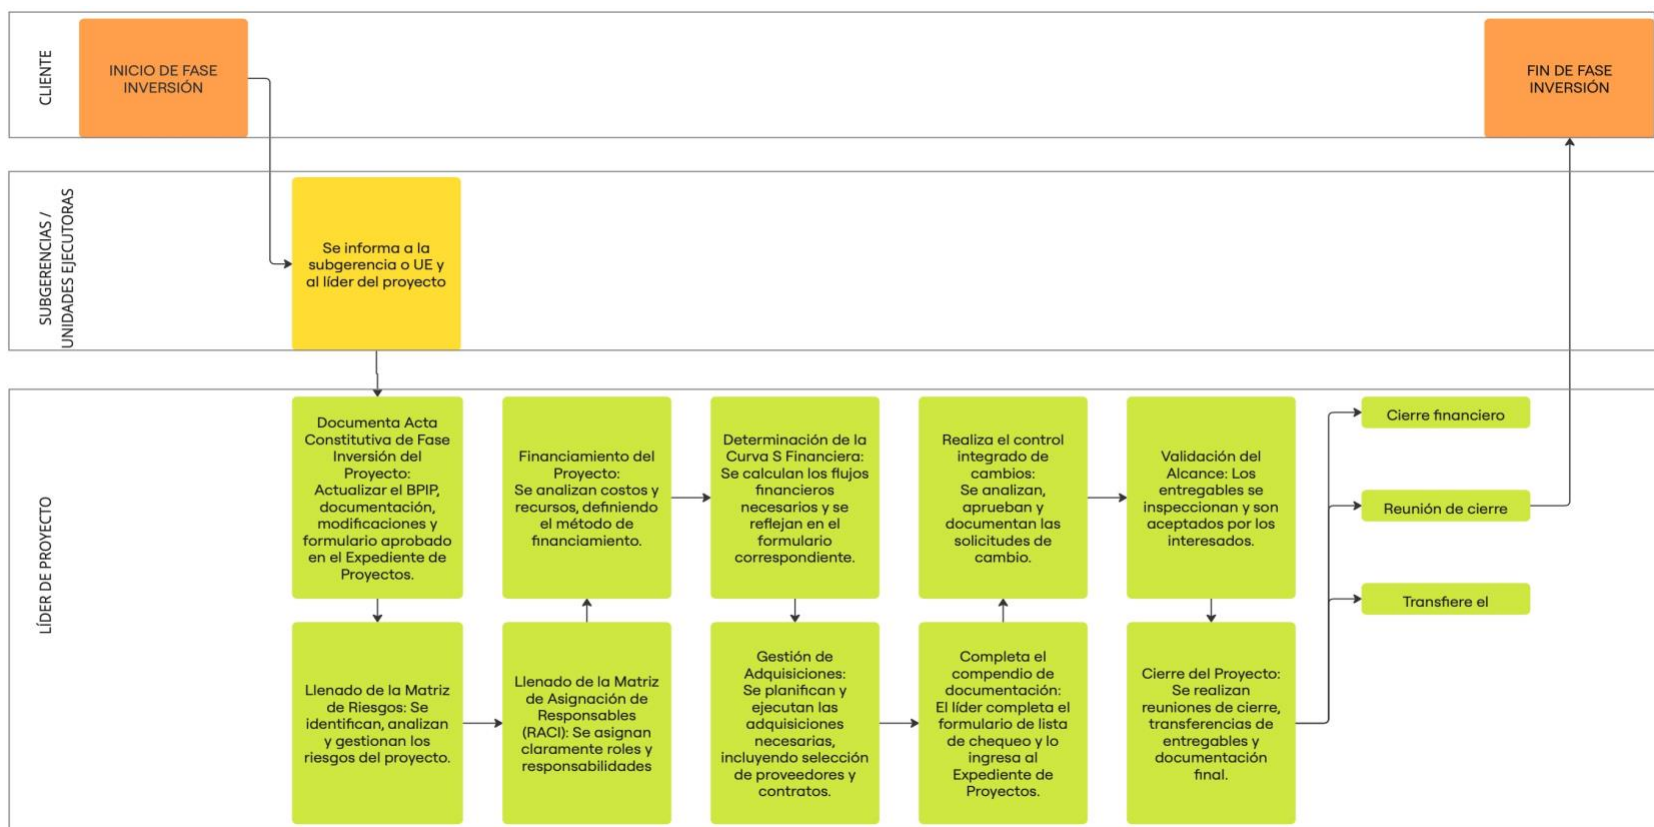 CLIENTE
INICIO DE FASE
INVERSIÓN
FIN DE FASE
INVERSIÓN
SUBGERENCIAS /
UNIDADES EJECUTORAS
Se informa a la
subgerencia o UE y
al líder del proyecto
LÍDER DE PROYECTO
Documenta Acta
Constitutiva de Fase
Inversión del
Proyecto:
Actualizar el BPIP,
documentación,
modificaciones y
formulario aprobado
en el Expediente de
Proyectos.
Llenado de la Matriz
de Riesgos: Se
identifican, analizan
y gestionan los
riesgos del proyecto.
Llenado de la Matriz
de Asignación de
Responsables
(RACI): Se asignan
claramente roles y
responsabilidades
Financiamiento del
Proyecto:
Se analizan costos y
recursos, definiendo
el método de
financiamiento.
Determinación de la
Curva S Financiera:
Se calculan los flujos
financieros
necesarios y se
reflejan en el
formulario
correspondiente.
Gestión de
Adquisiciones:
Se planifican y
ejecutan las
adquisiciones
necesarias,
incluyendo selección
de proveedores y
contratos.
Completa el
compendio de
documentación:
El líder completa el
formulario de lista
de chequeo y lo
ingresa al
Expediente de
Proyectos.
Realiza el control
integrado de
cambios:
Se analizan,
aprueban y
documentan las
solicitudes de
cambio.
Validación del
Alcance: Los
entregables se
inspeccionan y son
aceptados por los
interesados.
Cierre del Proyecto:
Se realizan
reuniones de cierre,
transferencias de
entregables y
documentación
final.
Cierre financiero
Reunión de cierre
Transfiere el